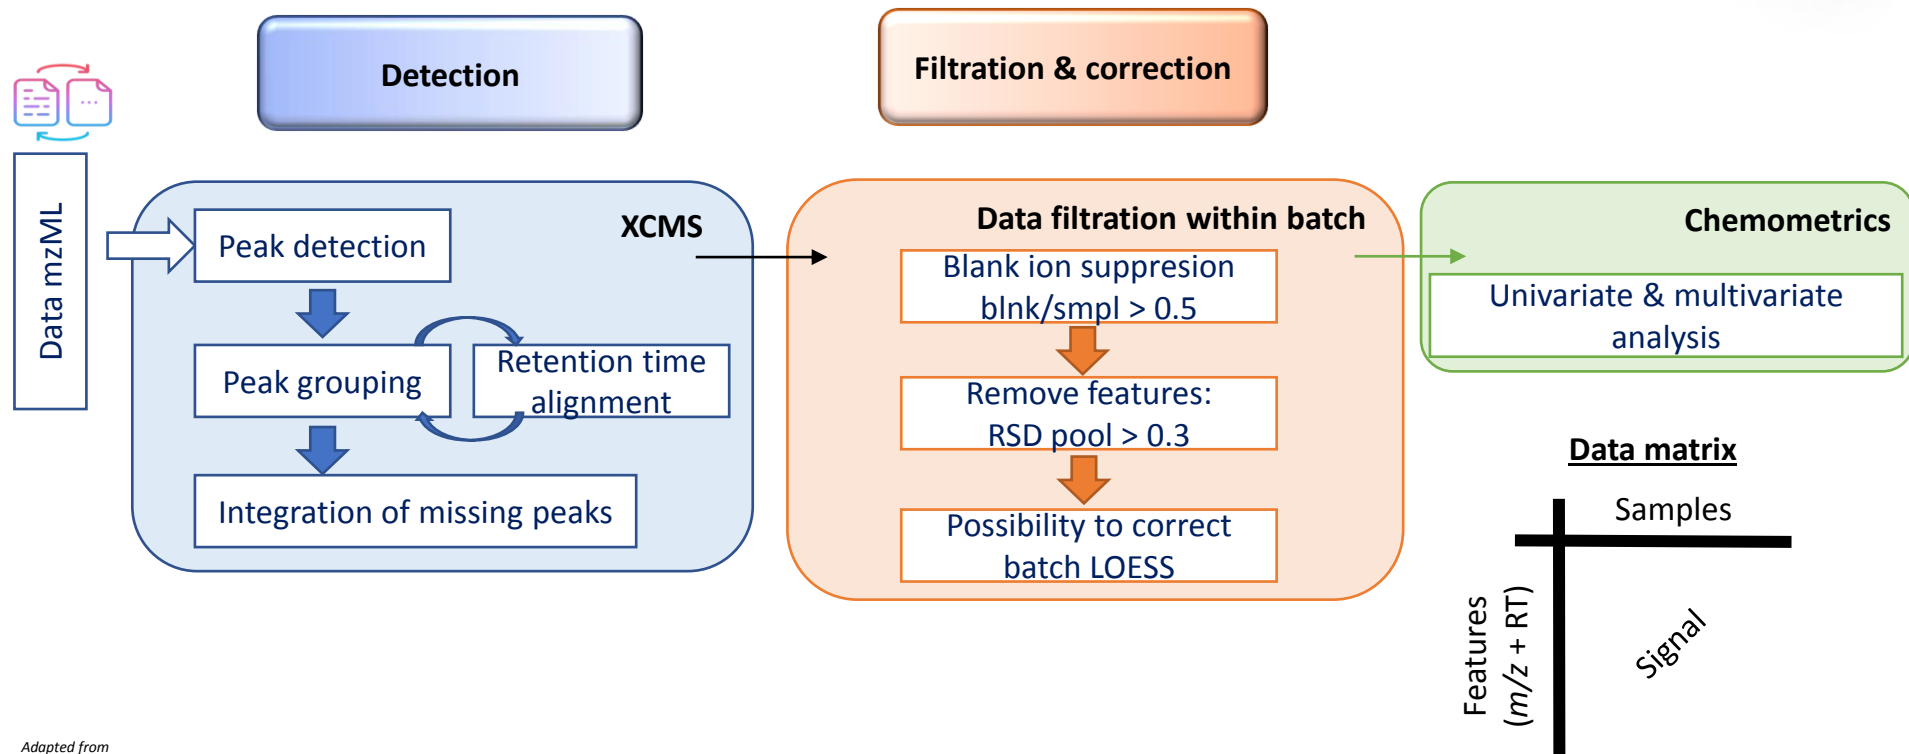 Detection
Filtration & correction
Data mzML
XCMS
Peak detection
Peak grouping
Retention time
alignment
Integration of missing peaks
Data filtration within batch
Blank ion suppresion
blnk/smpl > 0.5
Remove features:
RSD pool > 0.3
Possibility to correct
batch LOESS
Chemometrics
Univariate & multivariate
analysis
Data matrix
Samples
Features
(m/z + RT)
Signal
Adapted from